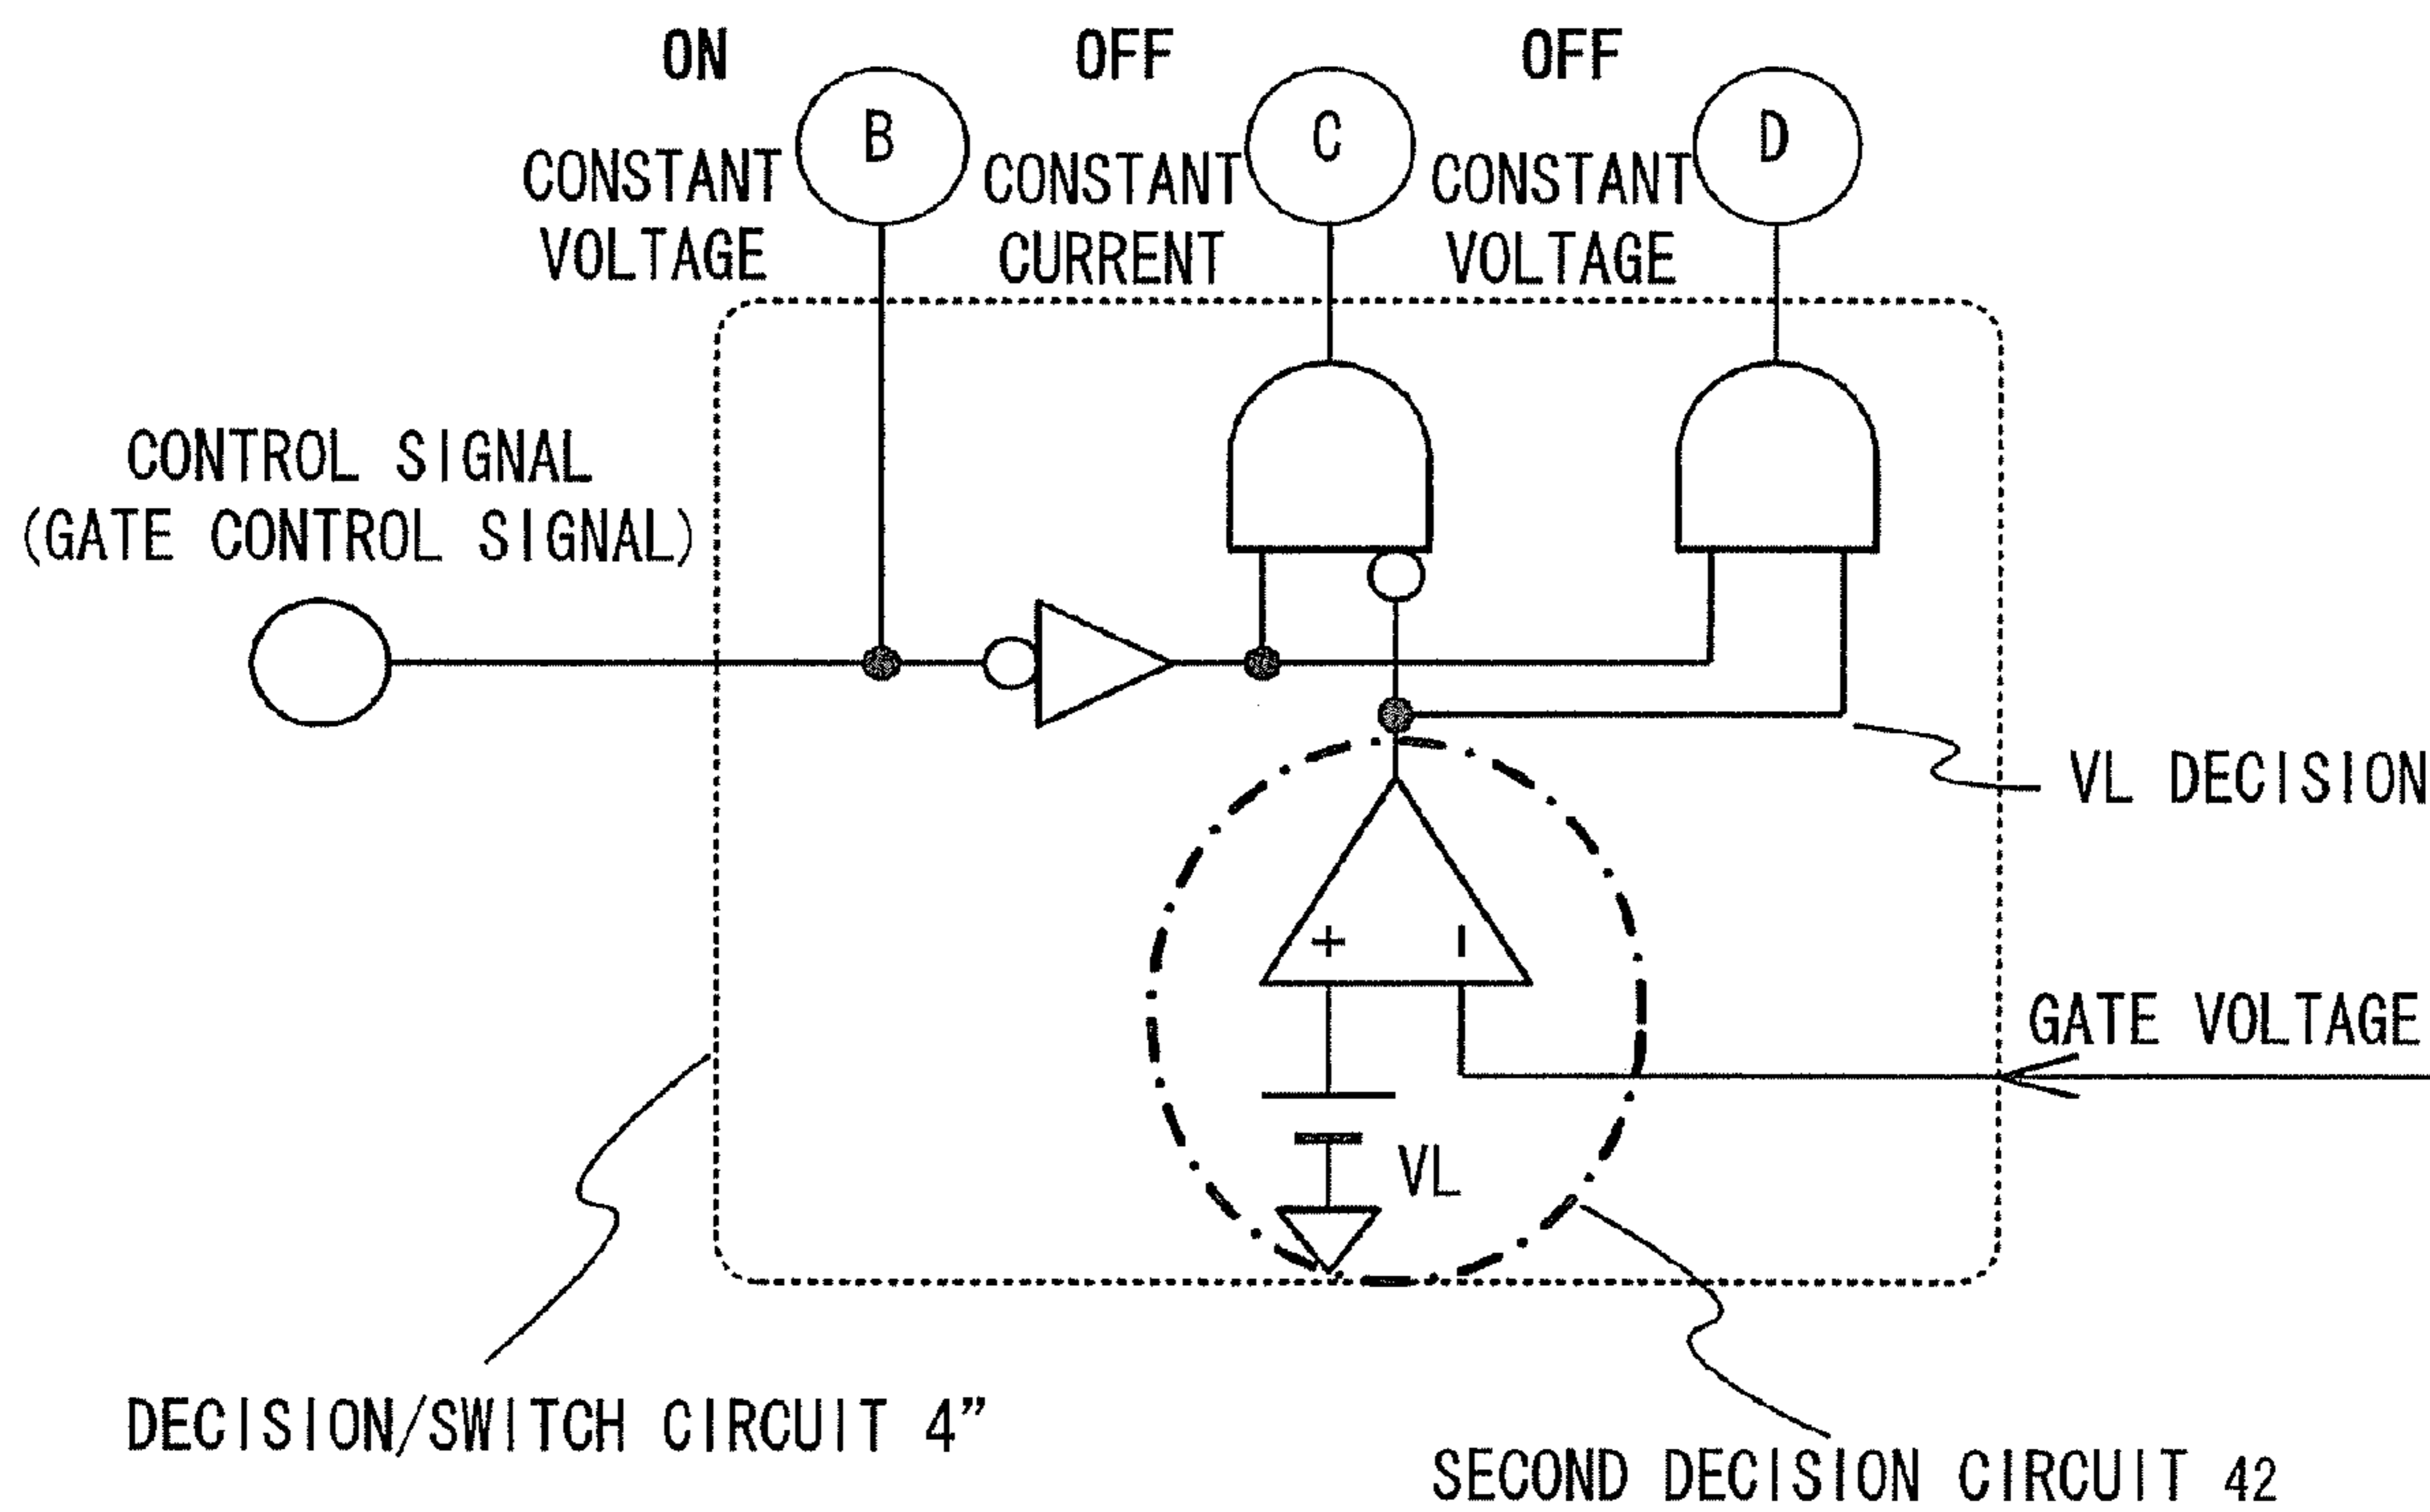 ON OFF OFF
B C D
CONSTANT VOLTAGE
CONSTANT CURRENT
CONSTANT VOLTAGE
CONTROL SIGNAL
(GATE CONTROL SIGNAL)
VL DECISION
+ -
GATE VOLTAGE
VL
DECISION/SWITCH CIRCUIT 4”
SECOND DECISION CIRCUIT 42